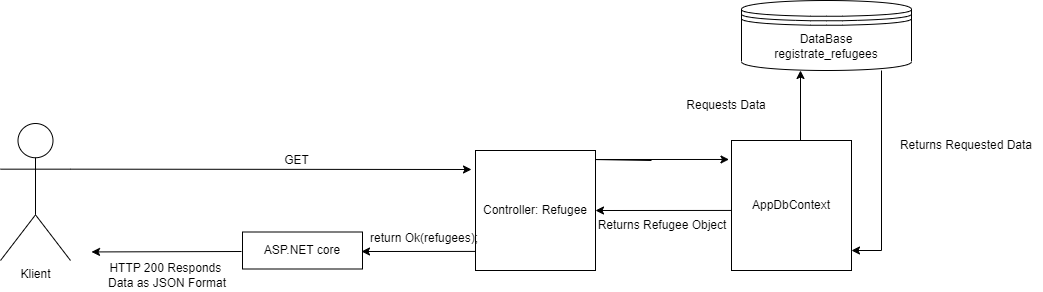 DataBase
registrate_refugees
Requests Data
Returns Requested Data
GET
Controller: Refugee
AppDbContext
Returns Refugee Object
return Ok(refugees);
ASP.NET core
HTTP 200 Responds
Data as JSON Format
Klient